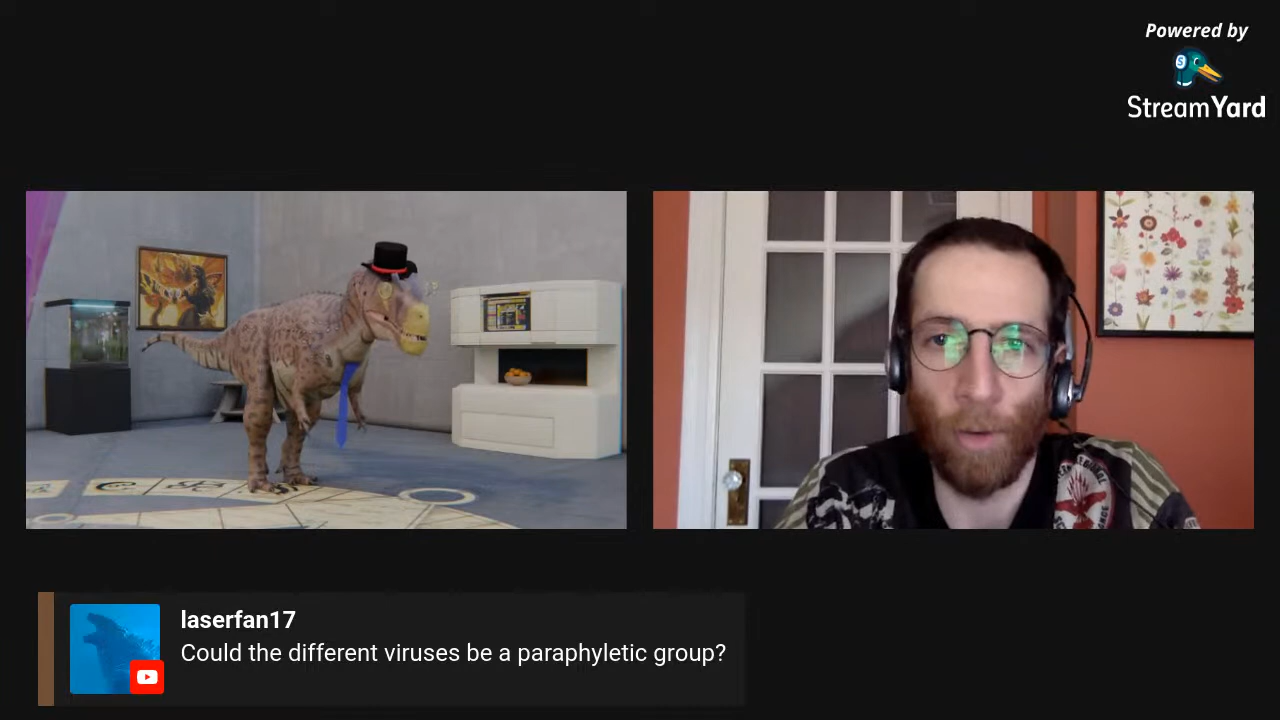 Powered by
StreamYard
laserfan17
Could the different viruses be a paraphyletic group?